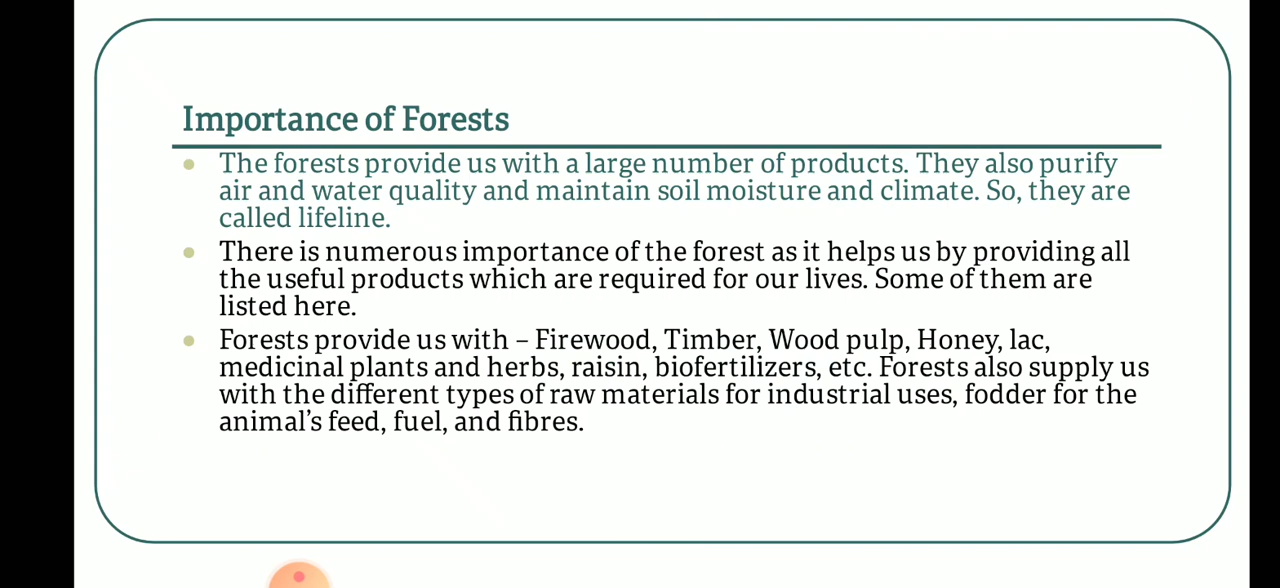 Importance of Forests
The forests provide us with a large number of products. They also purify
air and water quality and maintain soil moisture and climate. So, they are
called lifeline.
There is numerous importance of the forest as it helps us by providing all
the useful products which are required for our lives. Some of them are
listed here.
Forests provide us with – Firewood, Timber, Wood pulp, Honey, lac,
medicinal plants and herbs, raisin, biofertilizers, etc. Forests also supply us
with the different types of raw materials for industrial uses, fodder for the
animal’s feed, fuel, and fibres.